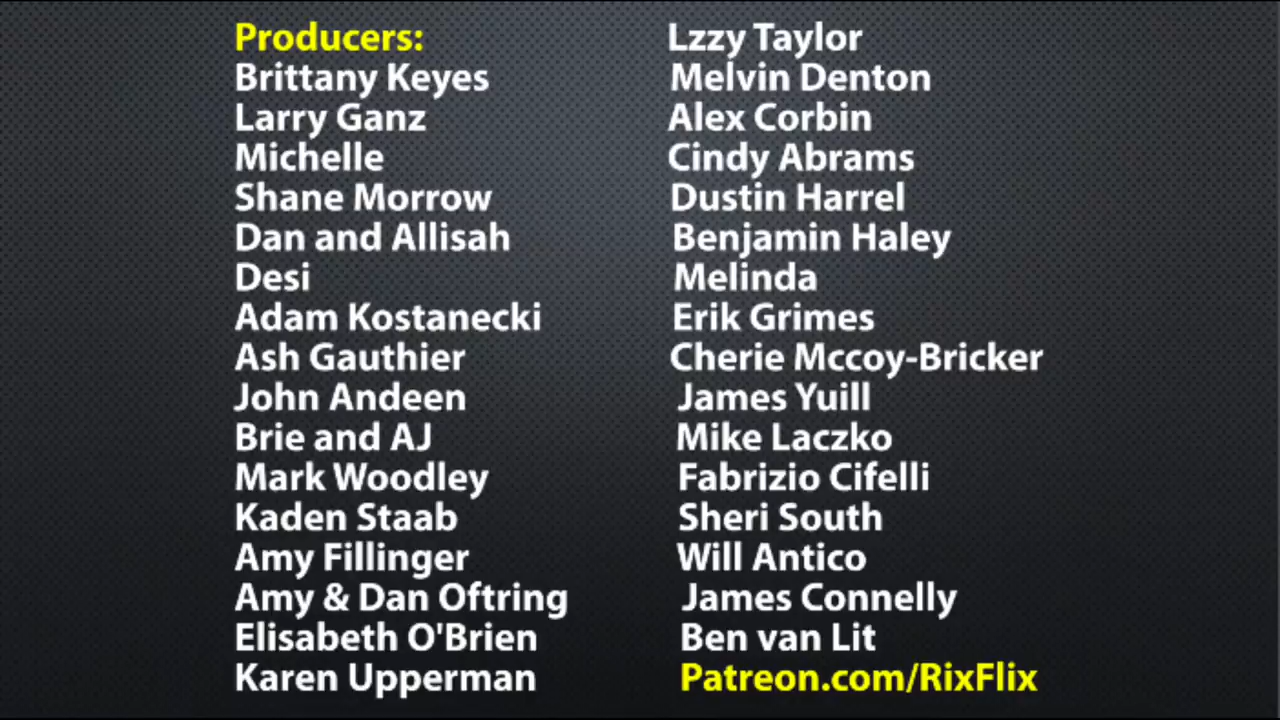 Producers:
Brittany Keyes
Larry Ganz
Michelle
Shane Morrow
Dan and Allisah
Desi
Adam Kostanecki
Ash Gauthier
John Andeen
Brie and AJ
Mark Woodley
Kaden Staab
Amy Fillinger
Amy & Dan Oftring
Elisabeth O'Brien
Karen Upperman
Lzzy Taylor
Melvin Denton
Alex Corbin
Cindy Abrams
Dustin Harrel
Benjamin Haley
Melinda
Erik Grimes
Cherie Mccoy-Bricker
James Yuill
Mike Laczko
Fabrizio Cifelli
Sheri South
Will Antico
James Connelly
Ben van Lit
Patreon.com/RixFlix